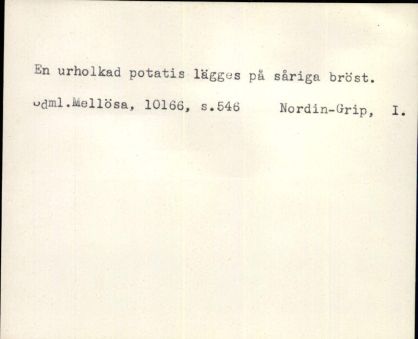 En urholkad potatis lägges på såriga bröst.
Sdml.Mellösa, 10166, s.546 Nordin-Grip, I.